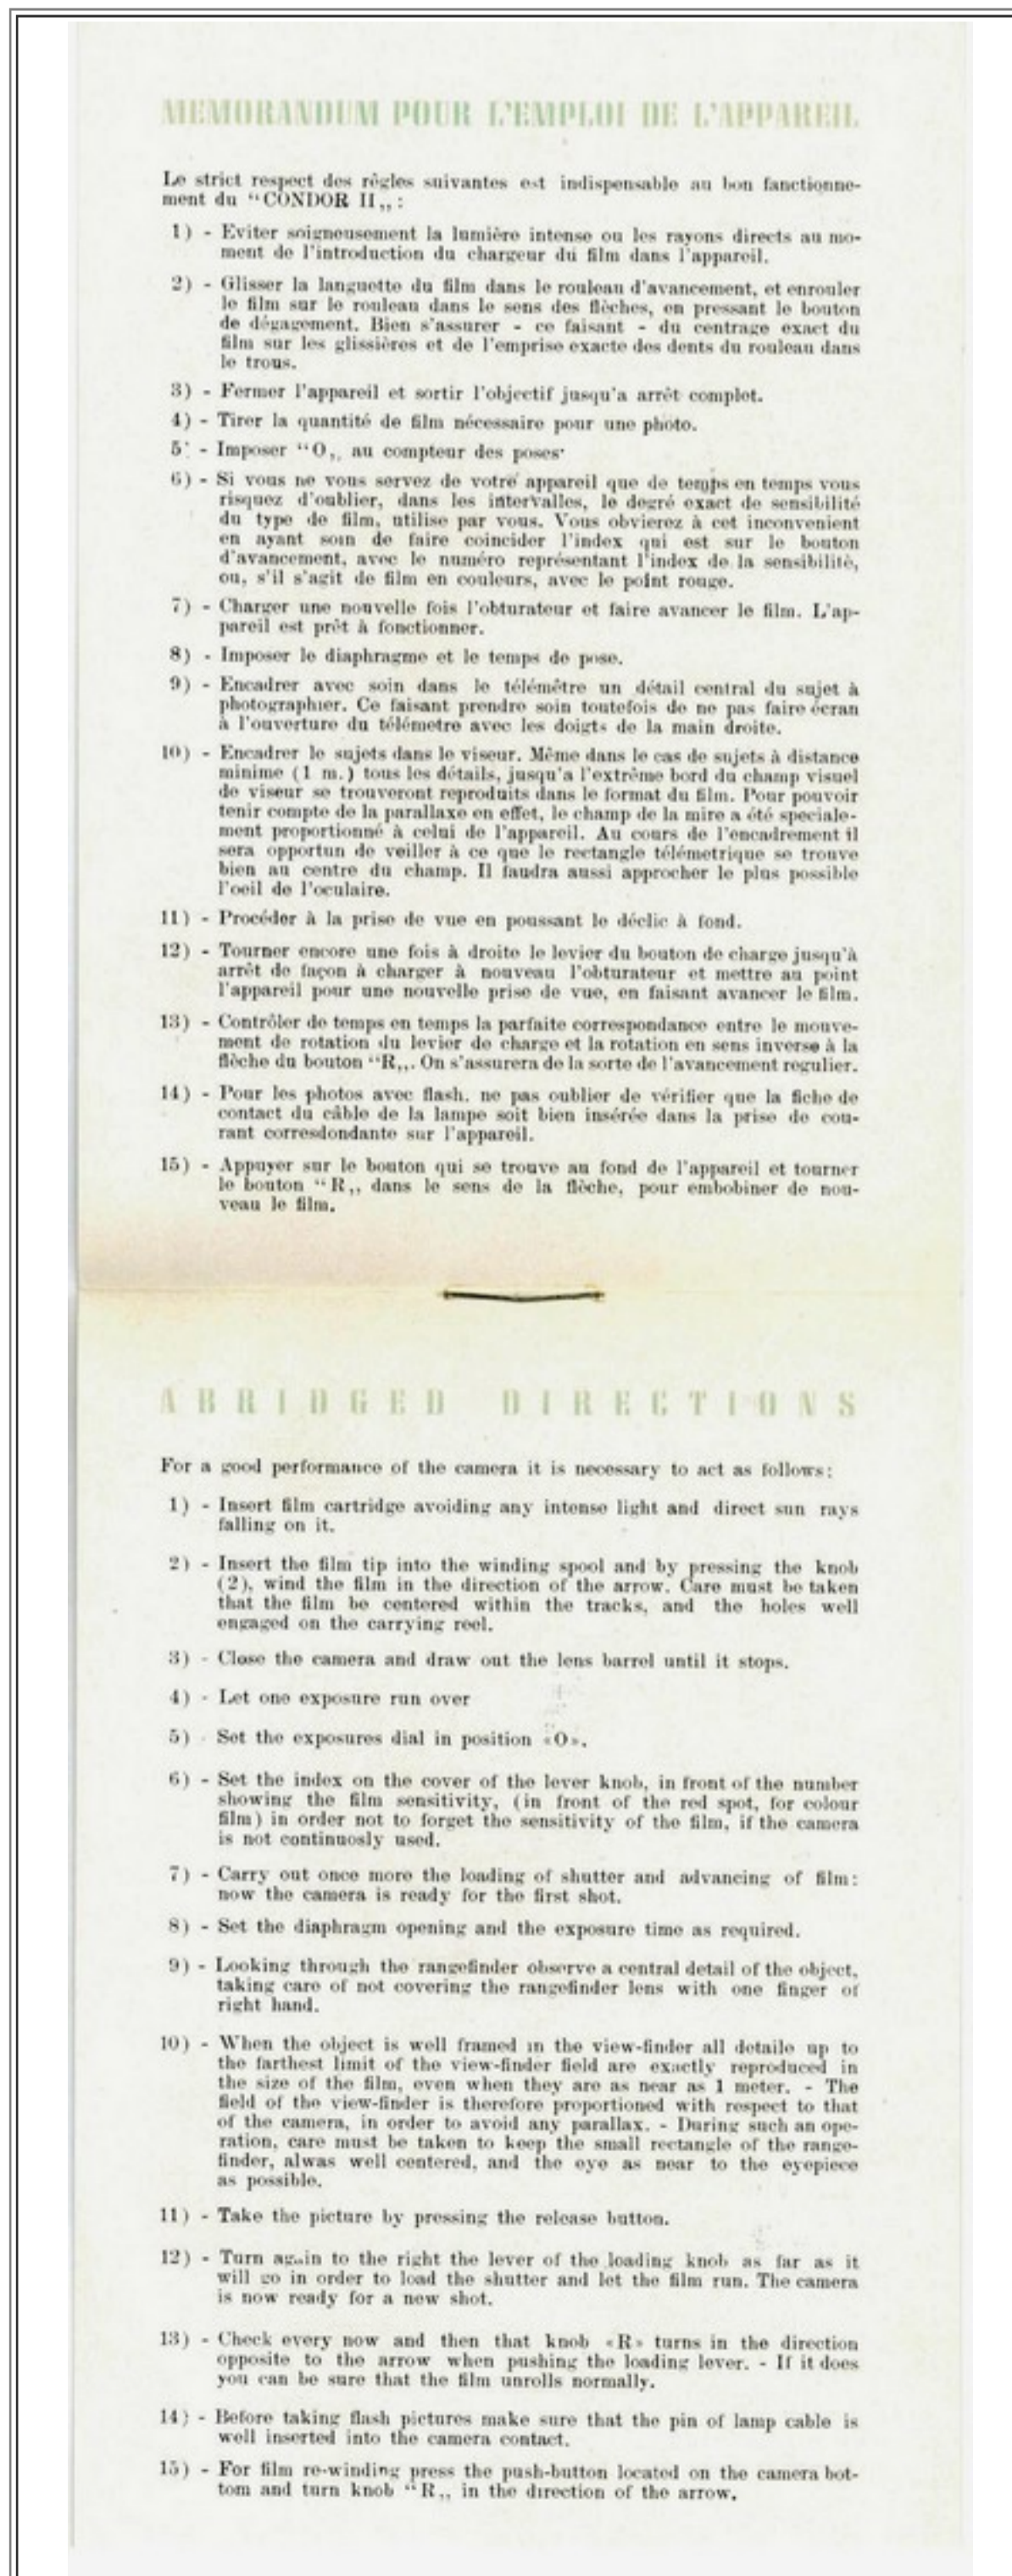 MEMORANDUM POUR L'EMPLOI DE L'APPAREIL
Le strict respect des règles suivantes est indispensable au bon fanctionne-
ment du “CONDOR II„ :
1) - Eviter soigneusement la lumière intense ou les rayons directs au mo-
ment de l'introduction du chargeur du film dans l'appareil.
2) - Glisser la languette du film dans le rouleau d'avancement, et enrouler
le film sur le rouleau dans le sens des flèches, en pressant le bouton
de dégagement. Bien s'assurer - ce faisant - du centrage exact du
film sur les glissières et de l'emprise exacte des dents du rouleau dans
le trous.
3) - Fermer l'appareil et sortir l'objectif jusqu'a arrêt complet.
4) - Tirer la quantité de film nécessaire pour une photo.
5: - Imposer “O„ au compteur des poses·
6) - Si vous ne vous servez de votre appareil que de temps en temps vous
risquez d'oublier, dans les intervalles, le degré exact de sensibilité
du type de film, utilise par vous. Vous obvierez à cet inconvenient
en ayant soin de faire coincider l'index qui est sur le bouton
d'avancement, avec le numéro représentant l'index de la sensibilitè,
ou, s'il s'agit de film en couleurs, avec le point rouge.
7) - Charger une nouvelle fois l'obturateur et faire avancer le film. L'ap-
pareil est prêt à fonctionner.
8) - Imposer le diaphragme et le temps de pose.
9) - Encadrer avec soin dans le télémètre un détail central du sujet à
photographier. Ce faisant prendre soin toutefois de ne pas faire écran
à l'ouverture du télémetre avec les doigts de la main droite.
10) - Encadrer le sujets dans le viseur. Même dans le cas de sujets à distance
minime (1 m.) tous les détails, jusqu'a l'extrême bord du champ visuel
de viseur se trouveront reproduits dans le format du film. Pour pouvoir
tenir compte de la parallaxe en effet, le champ de la mire a été speciale-
ment proportionné à celui de l'appareil. Au cours de l'encadrement il
sera opportun de veiller à ce que le rectangle télémetrique se trouve
bien au centre du champ. Il faudra aussi approcher le plus possible
l'oeil de l'oculaire.
11) - Procéder à la prise de vue en poussant le déclic à fond.
12) - Tourner encore une fois à droite le levier du bouton de charge jusqu'à
arrêt de façon à charger à nouveau l'obturateur et mettre au point
l'appareil pour une nouvelle prise de vue, en faisant avancer le film.
13) - Contrôler de temps en temps la parfaite correspondance entre le mouve-
ment de rotation du levier de charge et la rotation en sens inverse à la
flèche du bouton “R„. On s'assurera de la sorte de l'avancement regulier.
14) - Pour les photos avec flash, ne pas oublier de vérifier que la fiche de
contact du câble de la lampe soit bien insérée dans la prise de cou-
rant corresdondante sur l'appareil.
15) - Appuyer sur le bouton qui se trouve au fond de l'appareil et tourner
le bouton “R„ dans le sens de la flèche, pour embobiner de nou-
veau le film.
ABRIDGED DIRECTIONS
For a good performance of the camera it is necessary to act as follows:
1) - Insert film cartridge avoiding any intense light and direct sun rays
falling on it.
2) - Insert the film tip into the winding spool and by pressing the knob
(2), wind the film in the direction of the arrow. Care must be taken
that the film be centered within the tracks, and the holes well
engaged on the carrying reel.
3) - Close the camera and draw out the lens barrel until it stops.
4) - Let one exposure run over
5) - Set the exposures dial in position «O».
6) - Set the index on the cover of the lever knob, in front of the number
showing the film sensitivity, (in front of the red spot, for colour
film) in order not to forget the sensitivity of the film, if the camera
is not continuosly used.
7) - Carry out once more the loading of shutter and advancing of film:
now the camera is ready for the first shot.
8) - Set the diaphragm opening and the exposure time as required.
9) - Looking through the rangefinder observe a central detail of the object,
taking care of not covering the rangefinder lens with one finger of
right hand.
10) - When the object is well framed in the view-finder all detaile up to
the farthest limit of the view-finder field are exactly reproduced in
the size of the film, even when they are as near as 1 meter. - The
field of the view-finder is therefore proportioned with respect to that
of the camera, in order to avoid any parallax. - During such an ope-
ration, care must be taken to keep the small rectangle of the range-
finder, alwas well centered, and the eye as near to the eyepiece
as possible.
11) - Take the picture by pressing the release button.
12) - Turn again to the right the lever of the loading knob as far as it
will go in order to load the shutter and let the film run. The camera
is now ready for a new shot.
13) - Check every now and then that knob «R» turns in the direction
opposite to the arrow when pushing the loading lever. - If it does
you can be sure that the film unrolls normally.
14) - Before taking flash pictures make sure that the pin of lamp cable is
well inserted into the camera contact.
15) - For film re-winding press the push-button located on the camera bot-
tom and turn knob “R„ in the direction of the arrow.